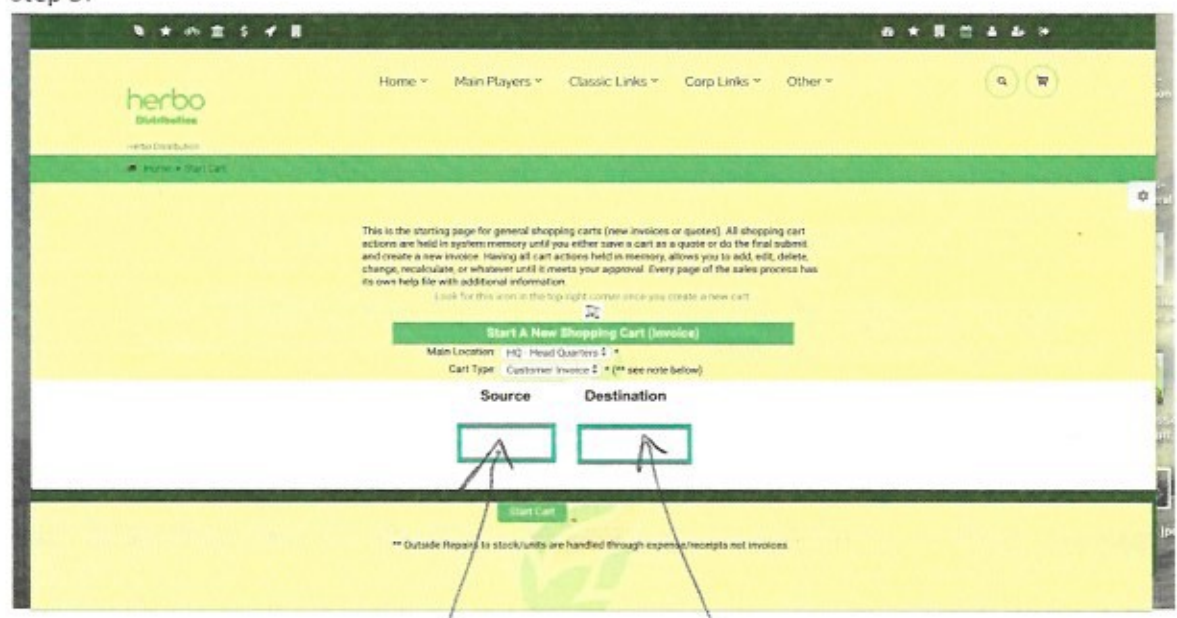 Home Main Players Classic Links Corp Links Other
herbo
Distribution
Herbo Distribution
Home » Start Cart
This is the starting page for general shopping carts (new invoices or quotes). All shopping cart
actions are held in system memory until you either save a cart as a quote or do the final submit
and create a new invoice. Having all cart actions held in memory, allows you to add, edit, delete,
change, recalculate, or whatever until it meets your approval. Every page of the sales process has
its own help file with additional information.
Look for this icon in the top right corner once you create a new cart
Start A New Shopping Cart (Invoice)
Main Location: HQ - Head Quarters *
Cart Type: Customer Invoice * (** see note below)
Source Destination
Start Cart
** Outside Repairs to stock/units are handled through expense/receipts not invoices